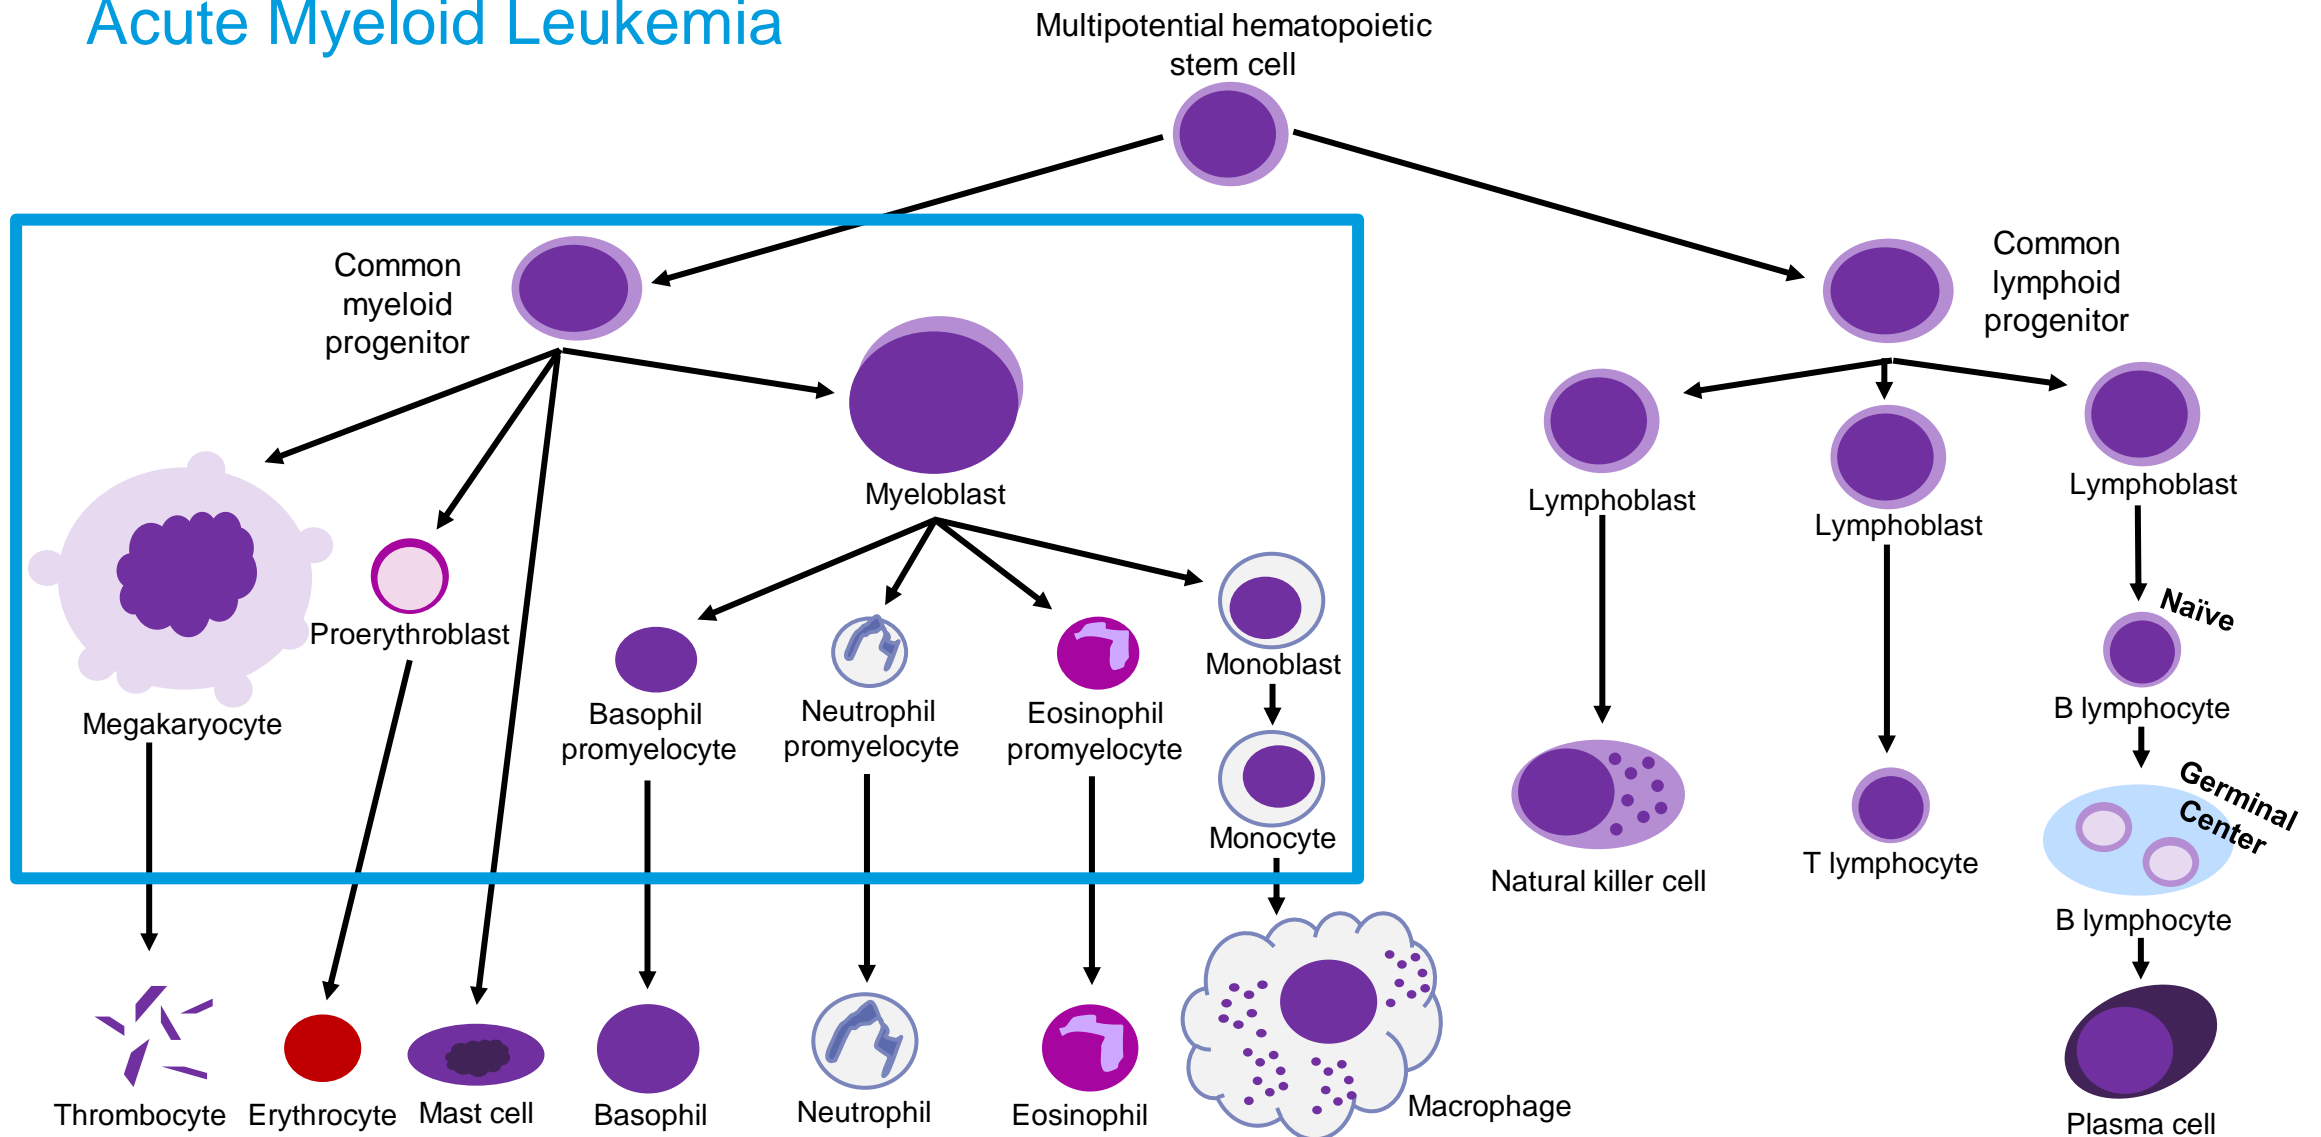 Acute Myeloid Leukemia
Multipotential hematopoietic
stem cell
Common
myeloid
progenitor
Common
lymphoid
progenitor
Myeloblast
Lymphoblast
Lymphoblast
Lymphoblast
Megakaryocyte
Proerythroblast
Basophil
promyelocyte
Neutrophil
promyelocyte
Eosinophil
promyelocyte
Monoblast
Monocyte
Naïve
B lymphocyte
Germinal
Center
Natural killer cell
T lymphocyte
B lymphocyte
Thrombocyte
Erythrocyte
Mast cell
Basophil
Neutrophil
Eosinophil
Macrophage
Plasma cell